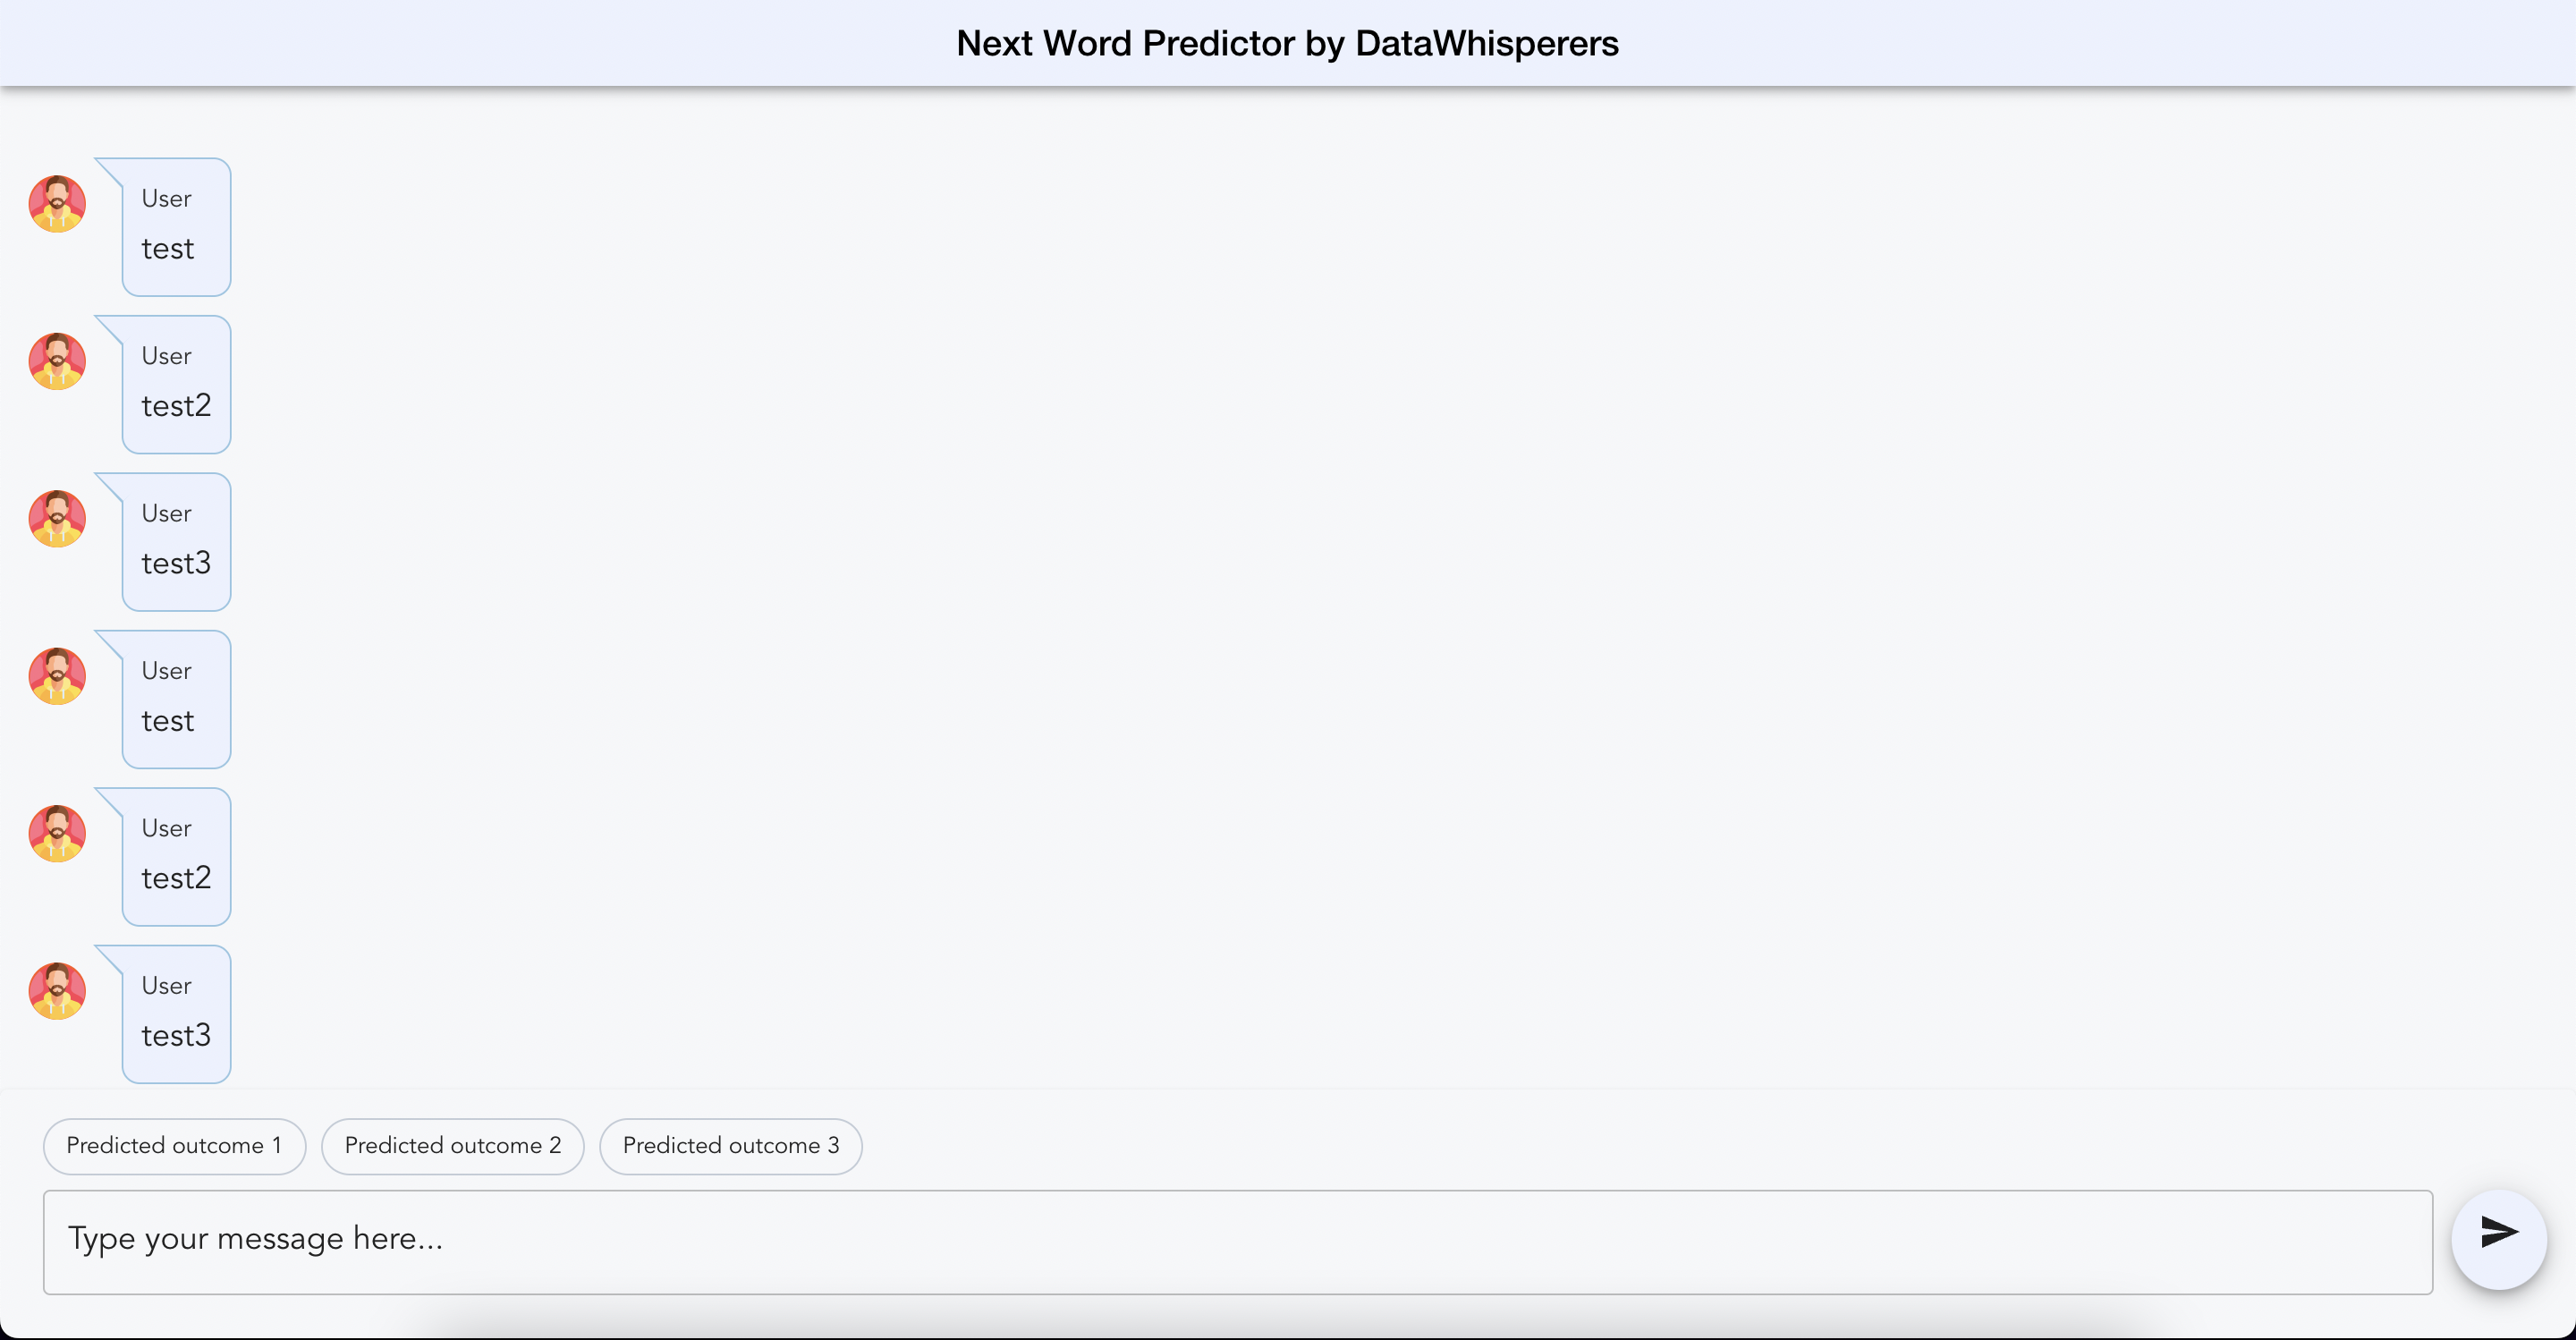 Next Word Predictor by DataWhisperers
User
test
User
test2
User
test3
User
test
User
test2
User
test3
Predicted outcome 1
Predicted outcome 2
Predicted outcome 3
Type your message here...